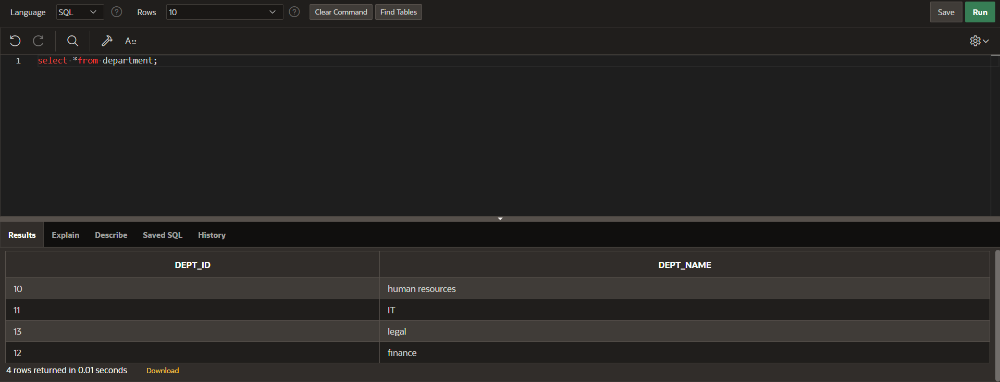 Language SQL ? Rows 10 ? Clear Command Find Tables Save Run
A::
1 select *from department;
Results Explain Describe Saved SQL History
DEPT_ID DEPT_NAME
10 human resources
11 IT
13 legal
12 finance
4 rows returned in 0.01 seconds Download